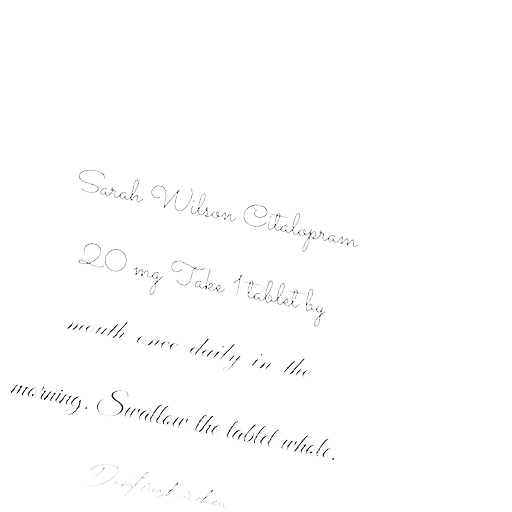 Sarah Wilson Citalopram
20 mg Take 1 tablet by
mouth once daily in the
morning. Swallow the tablet whole.